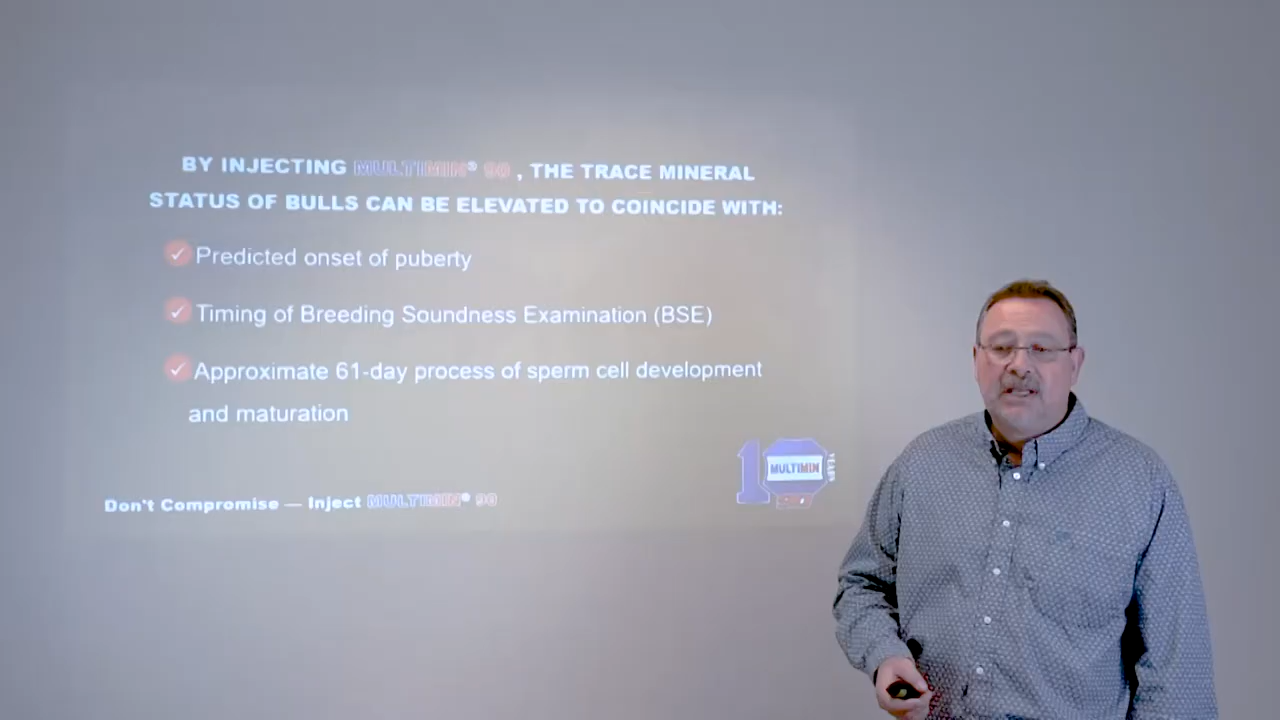 BY INJECTING MULTIMIN® 90 , THE TRACE MINERAL
STATUS OF BULLS CAN BE ELEVATED TO COINCIDE WITH:
Predicted onset of puberty
Timing of Breeding Soundness Examination (BSE)
Approximate 61-day process of sperm cell development
and maturation
10
MULTIMIN
YEARS
Don't Compromise — Inject MULTIMIN® 90